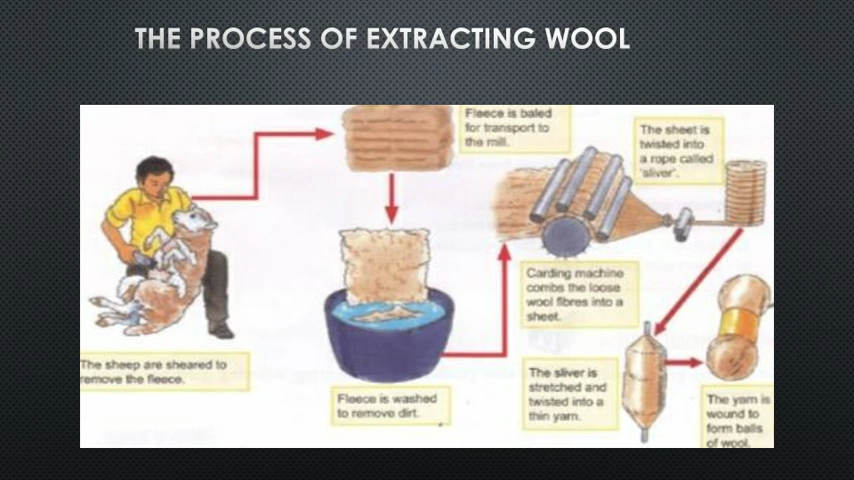 THE PROCESS OF EXTRACTING WOOL
Fleece is baled
for transport to
the mill.
The sheet is
twisted into
a rope called
'sliver'.
Carding machine
combs the loose
wool fibres into a
sheet.
The sheep are sheared to
remove the fleece.
Fleece is washed
to remove dirt.
The sliver is
stretched and
twisted into a
thin yarn.
The yarn is
wound to
form balls
of wool.